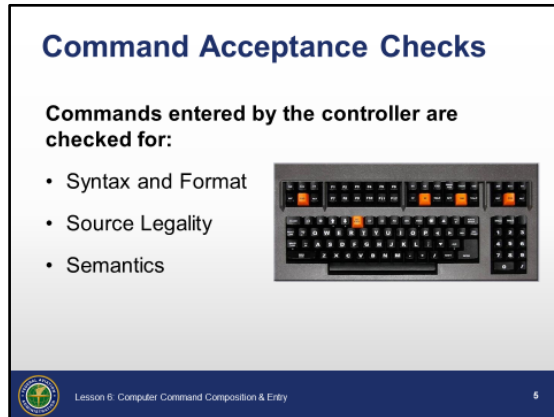 Command Acceptance Checks
Commands entered by the controller are
checked for:
• Syntax and Format
• Source Legality
• Semantics
Lesson 6: Computer Command Composition & Entry
5